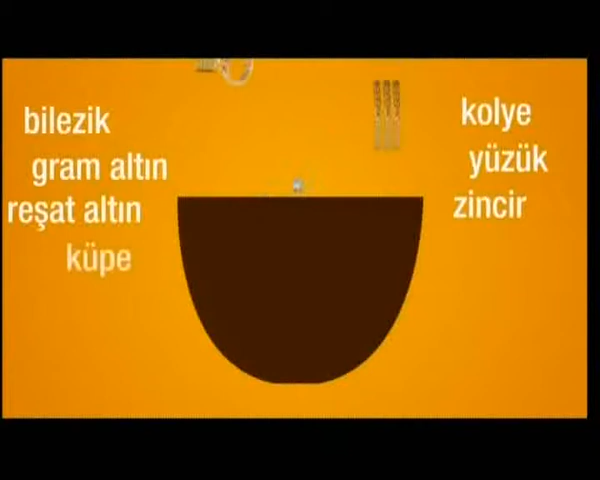 bilezik
gram altın
reşat altın
küpe
kolye
yüzük
zincir